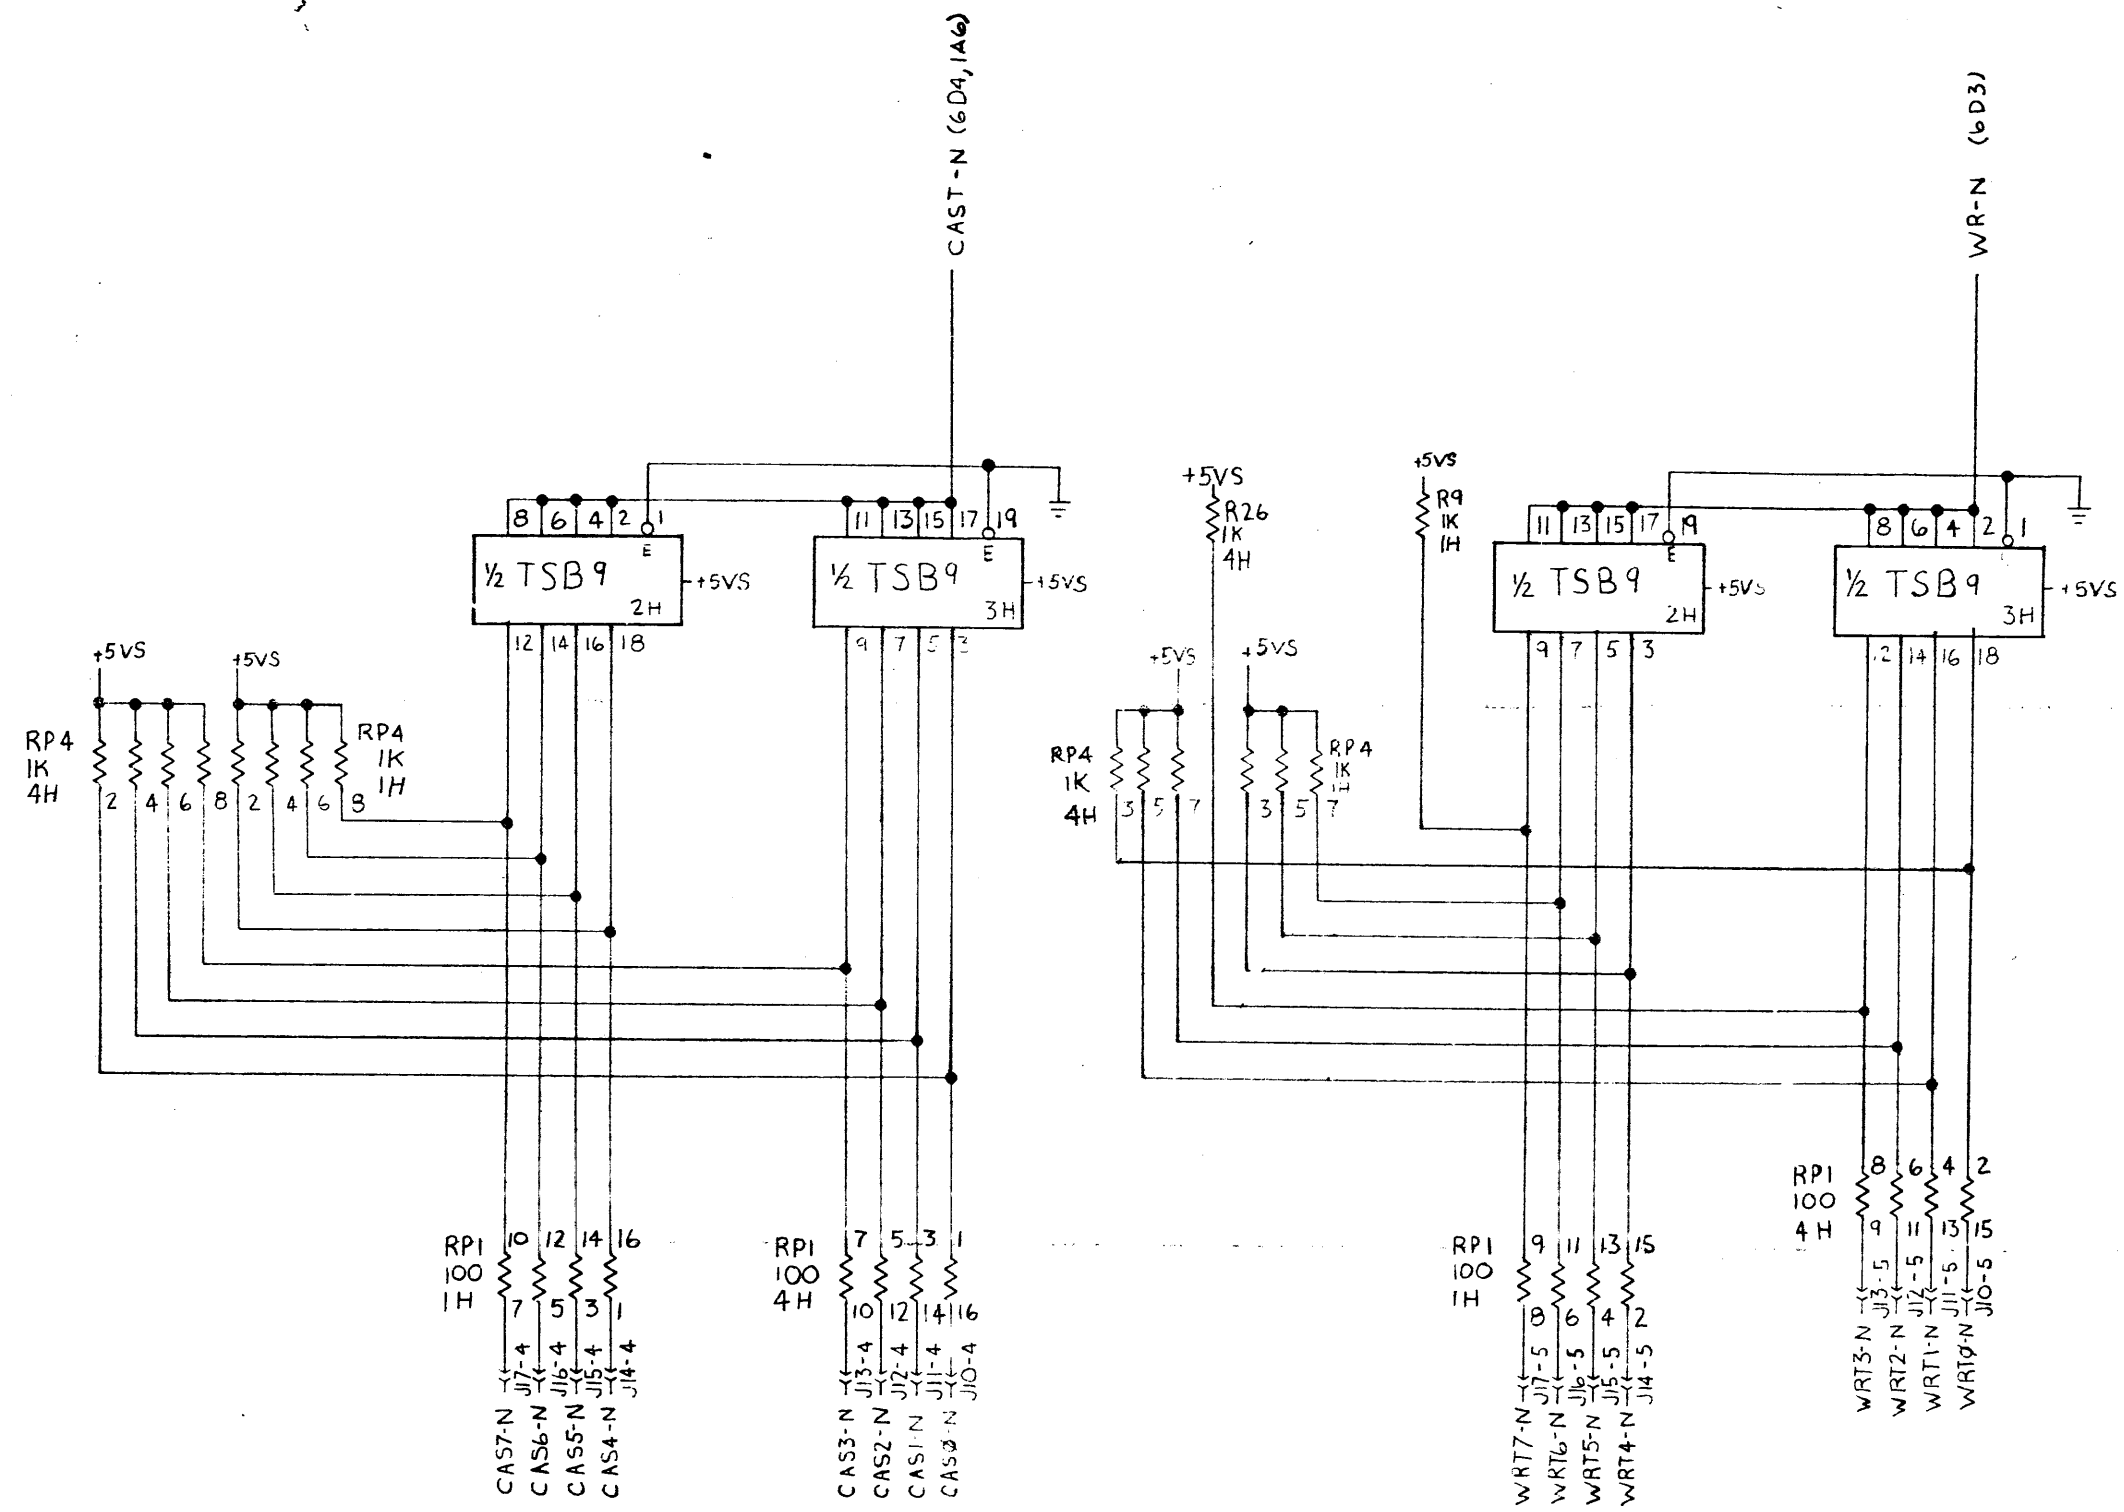 CAST-N (6D4,1A6)
WR-N (6D3)
8 6 4 2 1
E
½ TSB9
2H
+5VS
12 14 16 18
11 13 15 17 19
E
½ TSB9
3H
+5VS
9 7 5 3
+5VS
R26
1K
4H
+5VS
R9
1K
1H
11 13 15 17 19
E
½ TSB9
2H
+5VS
9 7 5 3
8 6 4 2 1
½ TSB9
3H
+5VS
12 14 16 18
+5VS
RP4
1K
4H
2 4 6 8
+5VS
RP4
1K
1H
2 4 6 8
+5VS
RP4
1K
4H
3 5 7
+5VS
RP4
1K
1H
3 5 7
RP1
100
1H
10 12 14 16
7 5 3 1
J17-4
J16-4
J15-4
J14-4
CAS7-N
CAS6-N
CAS5-N
CAS4-N
RP1
100
4H
7 5 3 1
10 12 14 16
J13-4
J12-4
J11-4
J10-4
CAS3-N
CAS2-N
CAS1-N
CASØ-N
RP1
100
1H
9 11 13 15
8 6 4 2
J17-5
J16-5
J15-5
J14-5
WRT7-N
WRT6-N
WRT5-N
WRT4-N
RP1
100
4H
8 6 4 2
9 11 13 15
J13-5
J12-5
J11-5
J10-5
WRT3-N
WRT2-N
WRT1-N
WRTØ-N